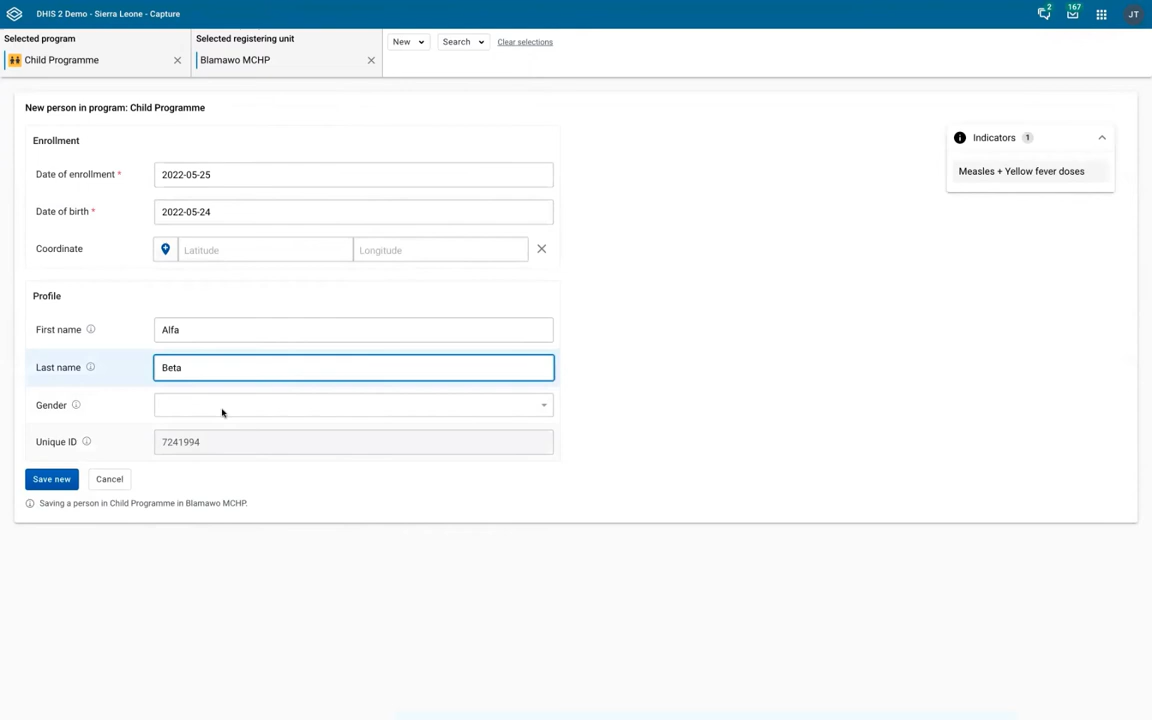 DHIS 2 Demo - Sierra Leone - Capture
2
167
JT
Selected program
Child Programme
Selected registering unit
Blamawo MCHP
New
Search
Clear selections
New person in program: Child Programme
Enrollment
Date of enrollment *
2022-05-25
Date of birth *
2022-05-24
Coordinate
Latitude
Longitude
Profile
First name
Alfa
Last name
Beta
Gender
Unique ID
7241994
Save new
Cancel
Saving a person in Child Programme in Blamawo MCHP.
Indicators
1
Measles + Yellow fever doses